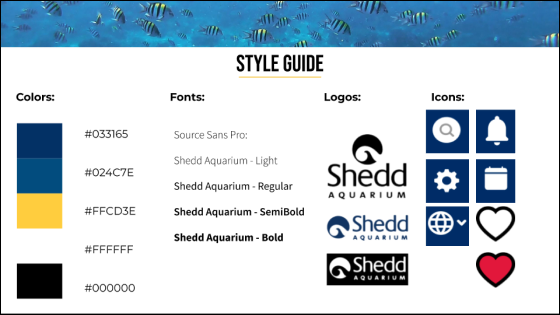 STYLE GUIDE
Colors:
#033165
#024C7E
#FFCD3E
#FFFFFF
#000000
Fonts:
Source Sans Pro:
Shedd Aquarium - Light
Shedd Aquarium - Regular
Shedd Aquarium - SemiBold
Shedd Aquarium - Bold
Logos:
Shedd
AQUARIUM
Shedd
AQUARIUM
Shedd
AQUARIUM
Icons: